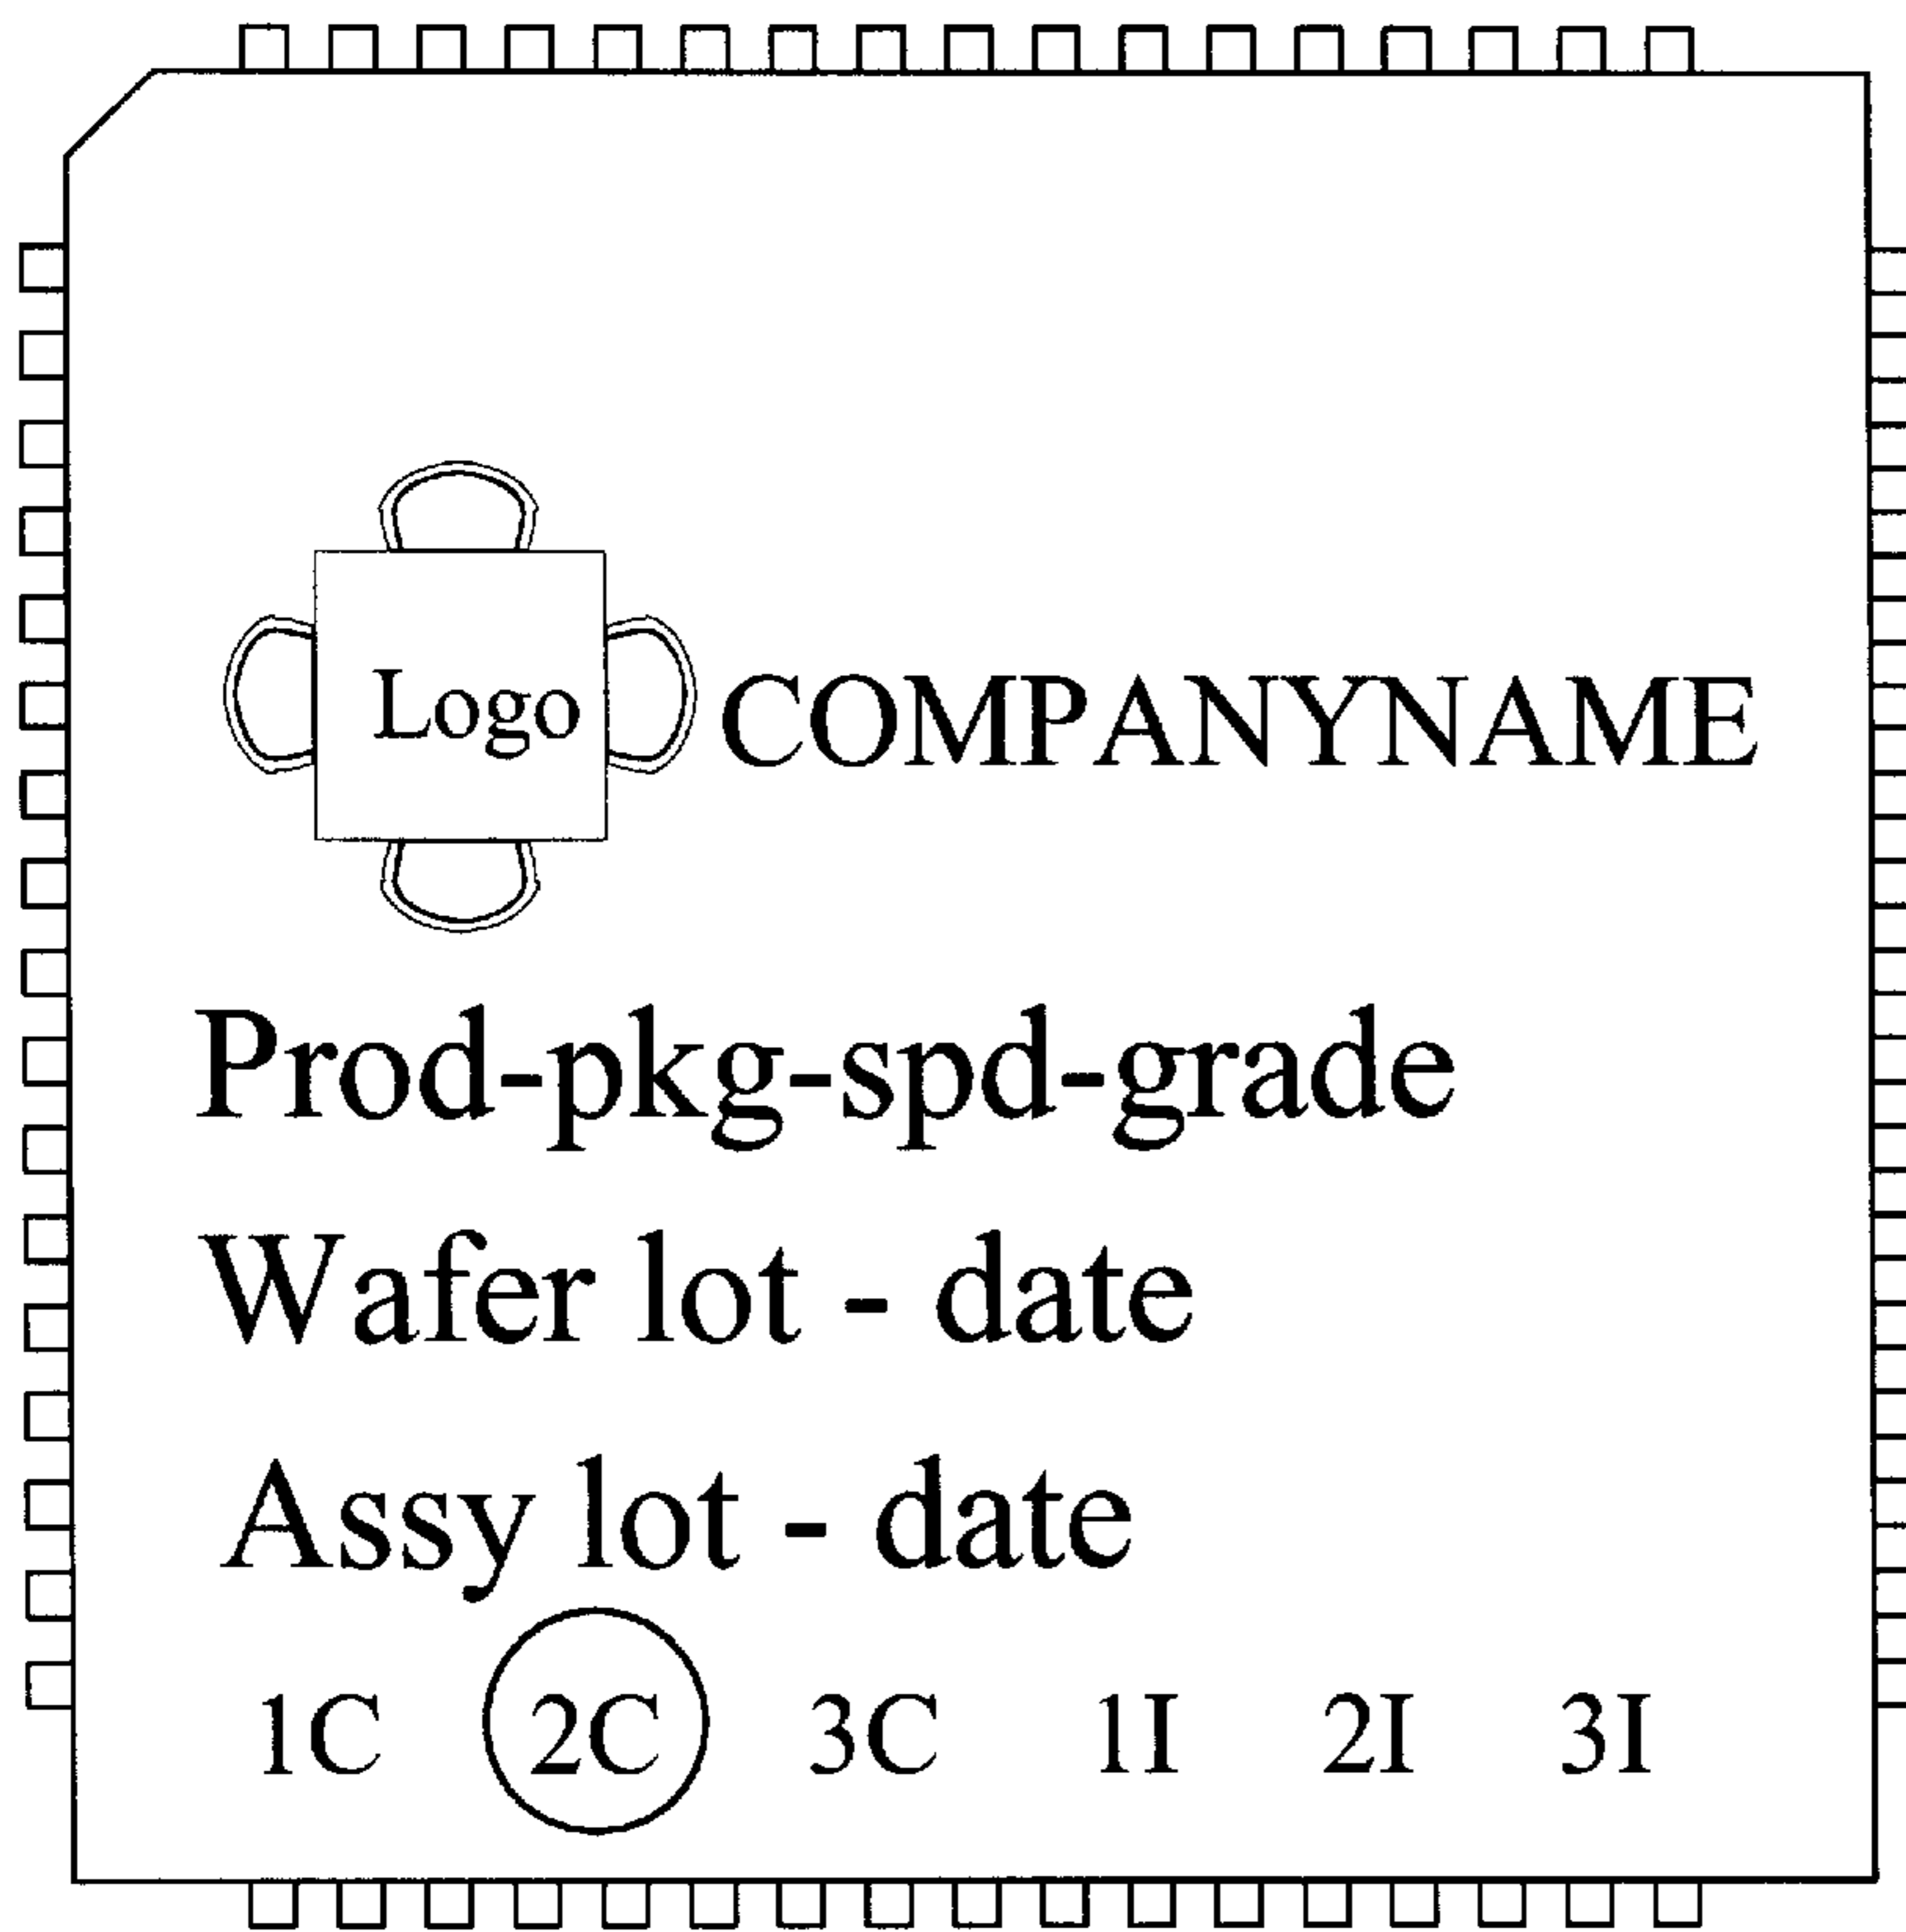 Logo COMPANYNAME
Prod-pkg-spd-grade
Wafer lot - date
Assy lot - date
1C 2C 3C 1I 2I 3I